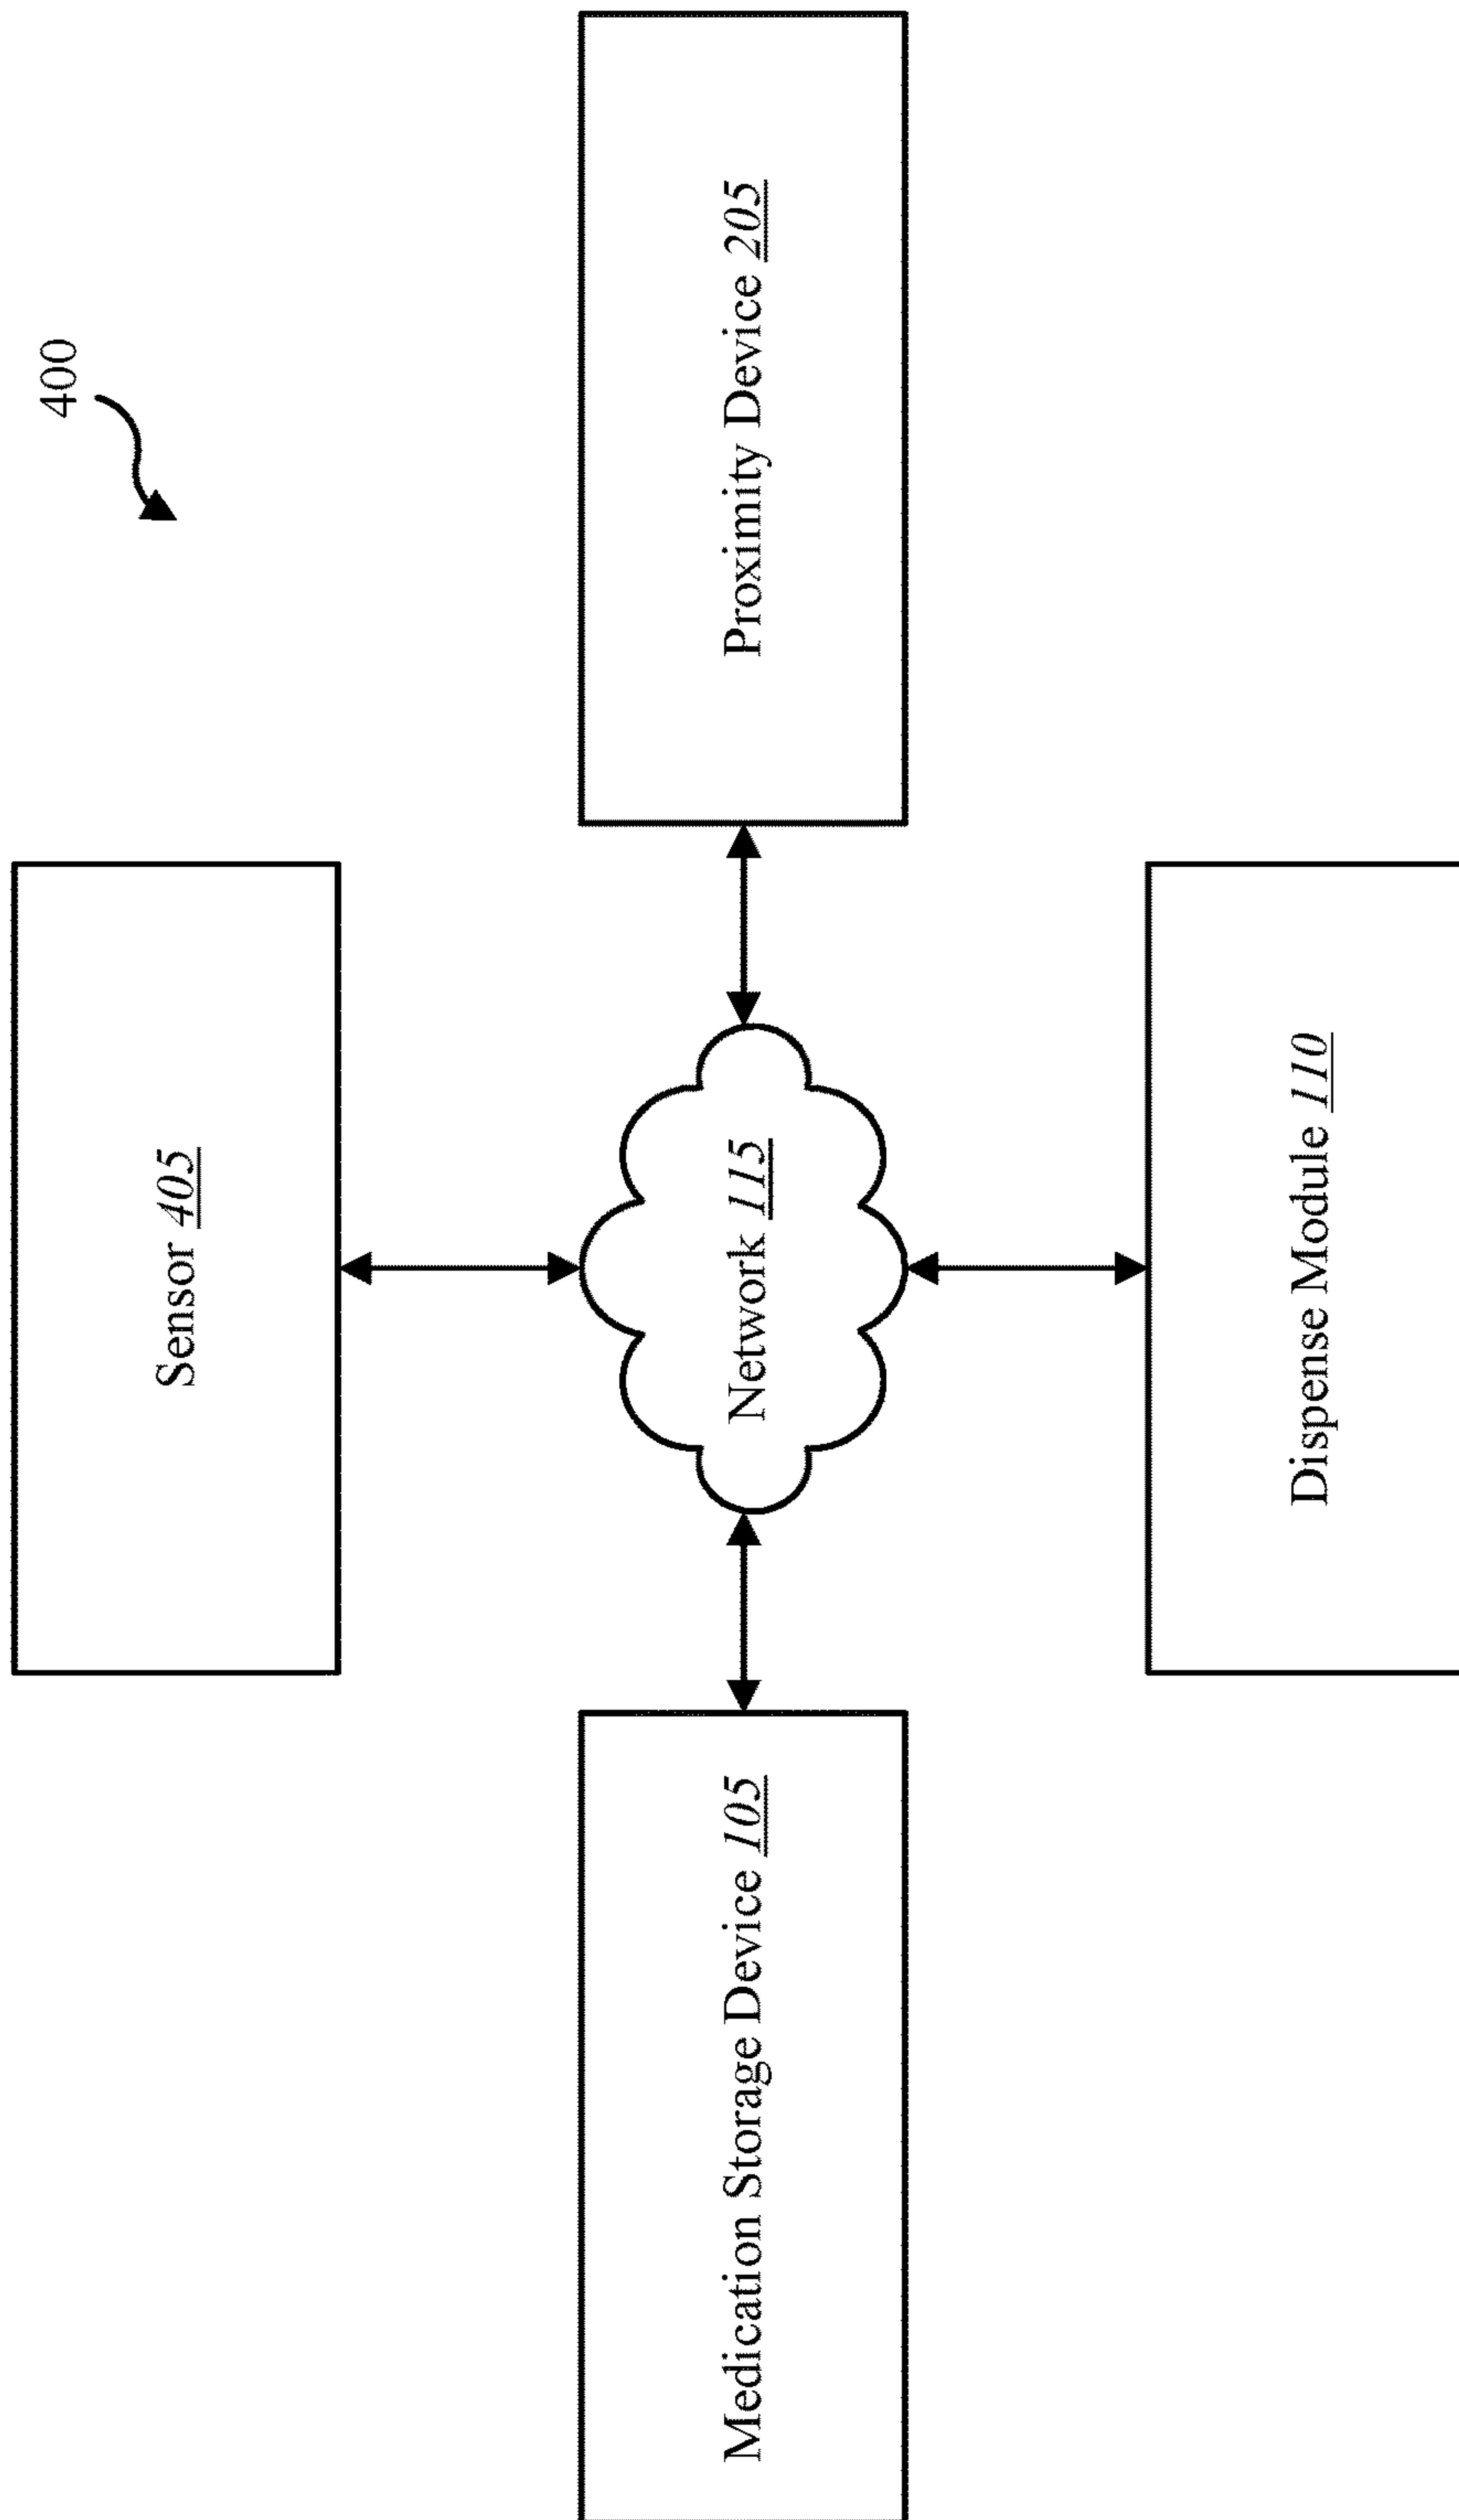 400
Sensor 405
Medication Storage Device 105
Network 115
Proximity Device 205
Dispense Module 110